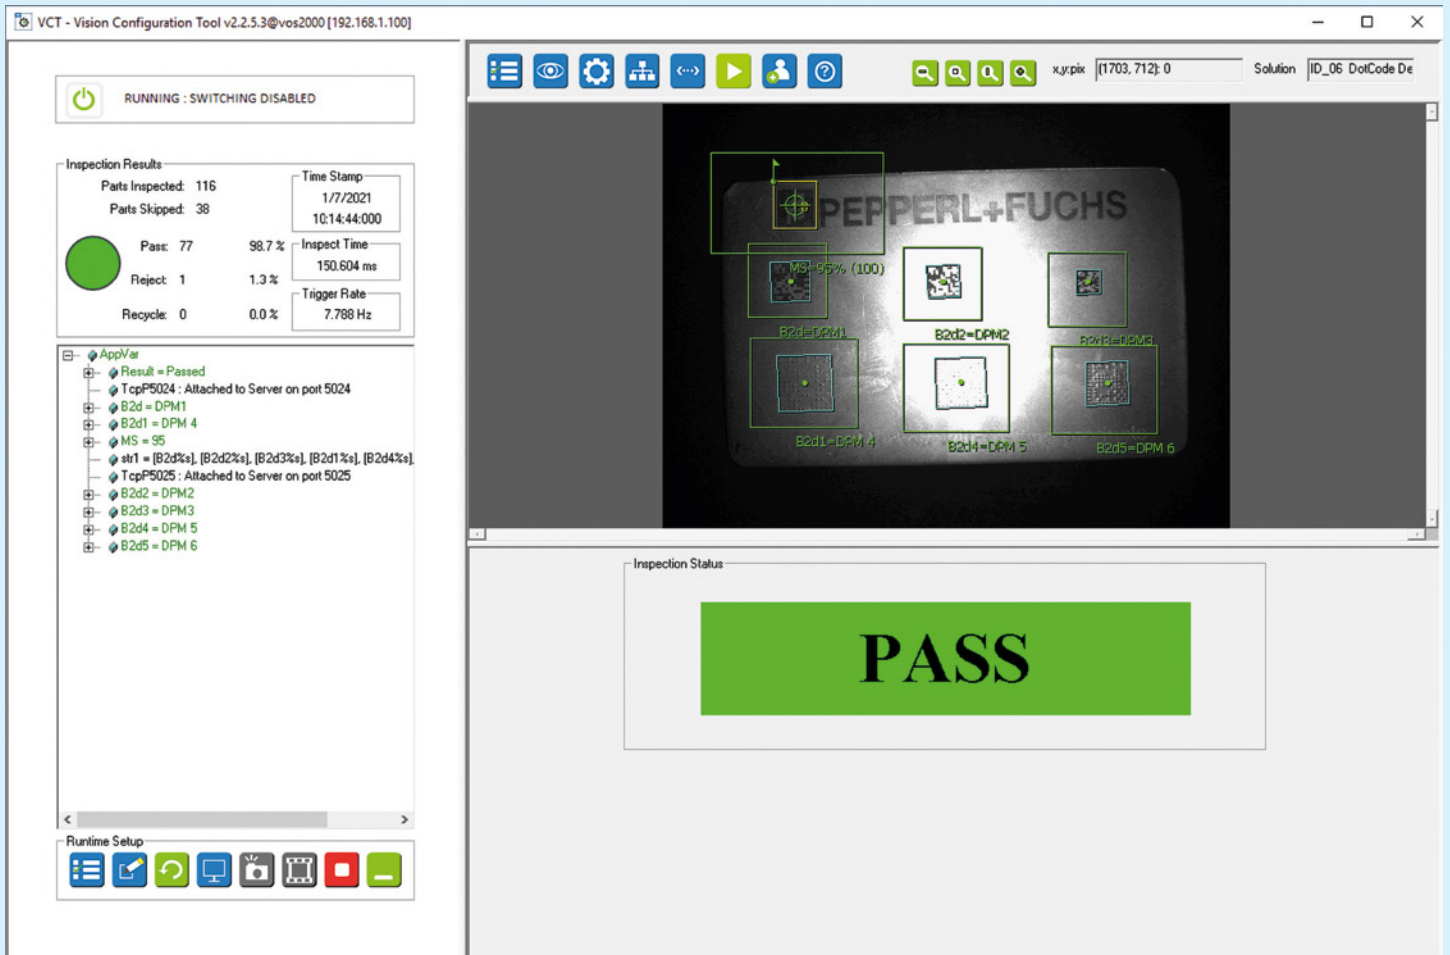 VCT - Vision Configuration Tool v2.2.5.3@vos2000 [192.168.1.100]
RUNNING : SWITCHING DISABLED
x,y:pix
(1703, 712): 0
Solution
ID_06 DotCode De
Inspection Results
Parts Inspected: 116
Parts Skipped: 38
Pass: 77 98.7 %
Reject: 1 1.3 %
Recycle: 0 0.0 %
Time Stamp
1/7/2021
10:14:44:000
Inspect Time
150.604 ms
Trigger Rate
7.788 Hz
AppVar
Result = Passed
TcpP5024 : Attached to Server on port 5024
B2d = DPM1
B2d1 = DPM 4
MS = 95
str1 = [B2d%s], [B2d2%s], [B2d3%s], [B2d1%s], [B2d4%s],
TcpP5025 : Attached to Server on port 5025
B2d2 = DPM2
B2d3 = DPM3
B2d4 = DPM 5
B2d5 = DPM 6
Runtime Setup
PEPPERL+FUCHS
MS=95% (100)
B2d=DPM1
B2d2=DPM2
B2d3=DPM3
B2d1=DPM 4
B2d4=DPM 5
B2d5=DPM 6
Inspection Status
PASS